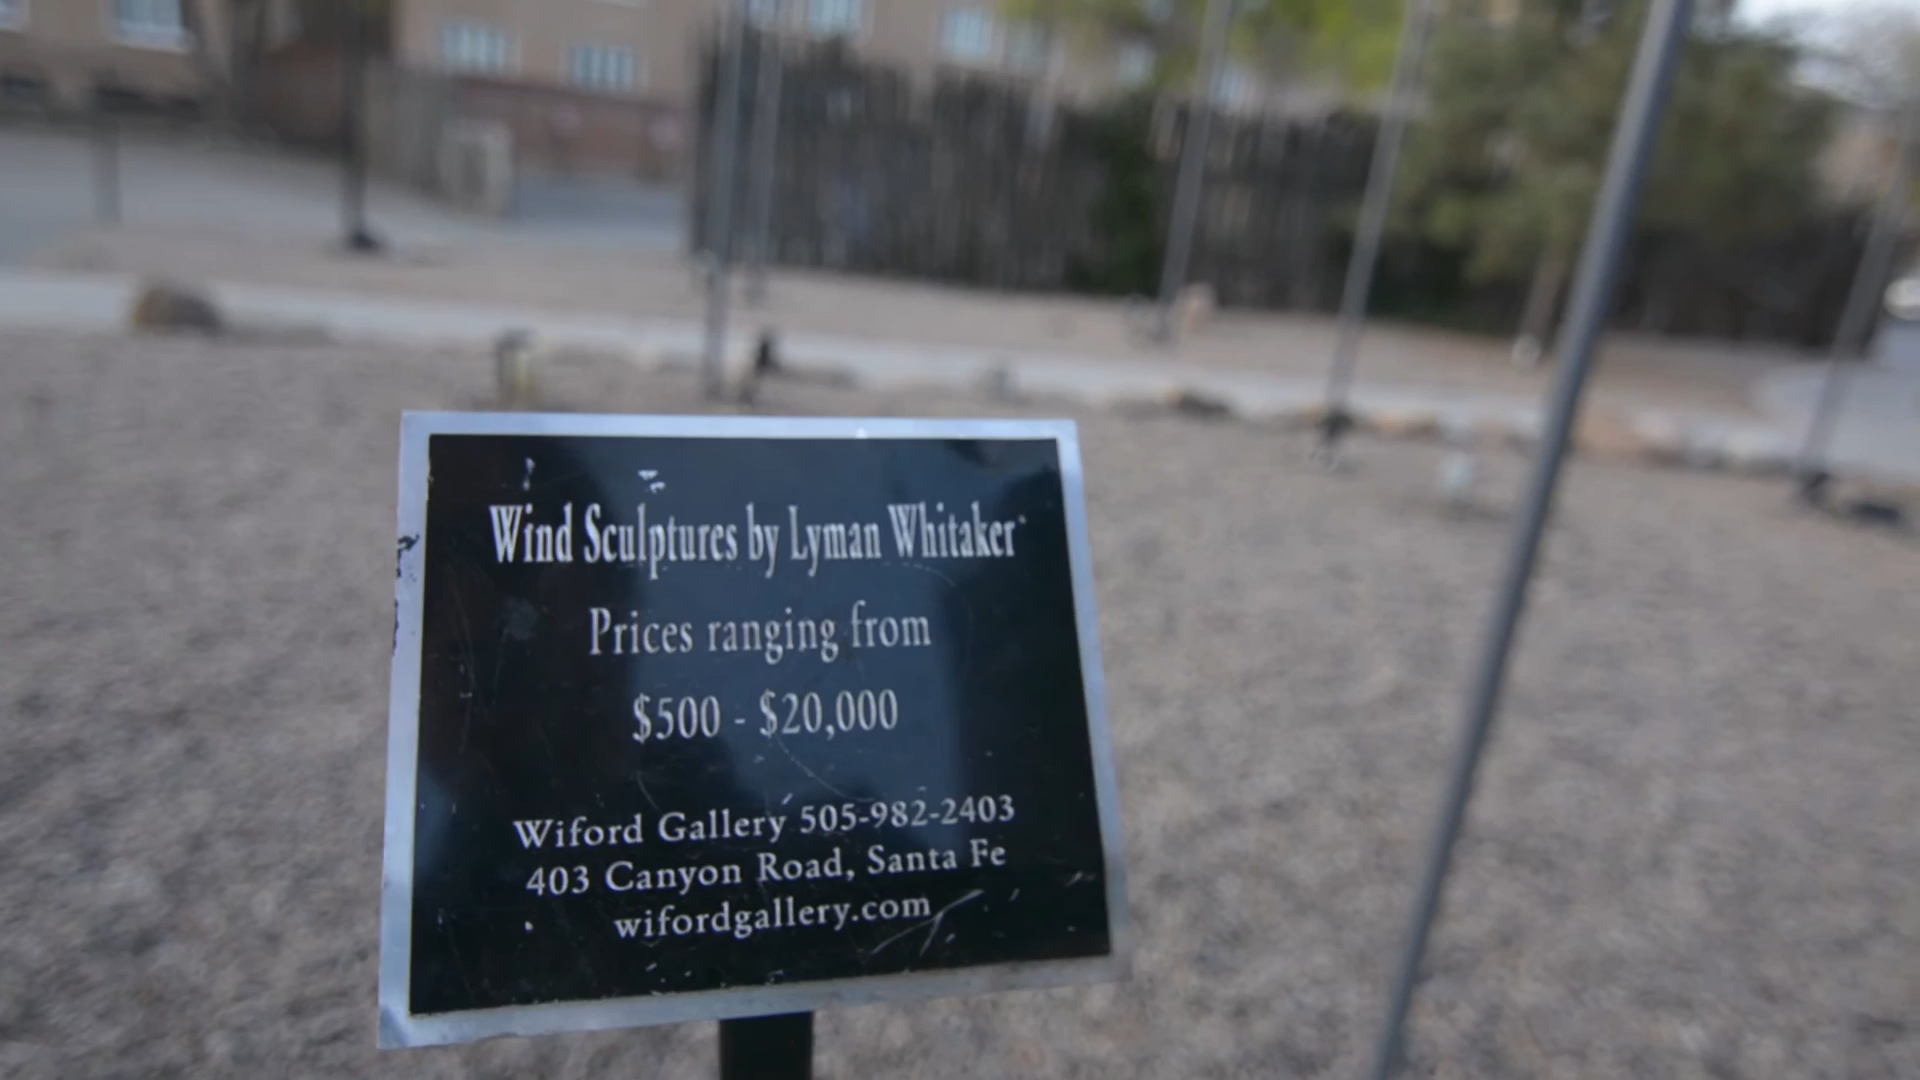 Wind Sculptures by Lyman Whitaker
Prices ranging from
$500 - $20,000
Wiford Gallery 505-982-2403
403 Canyon Road, Santa Fe
wifordgallery.com